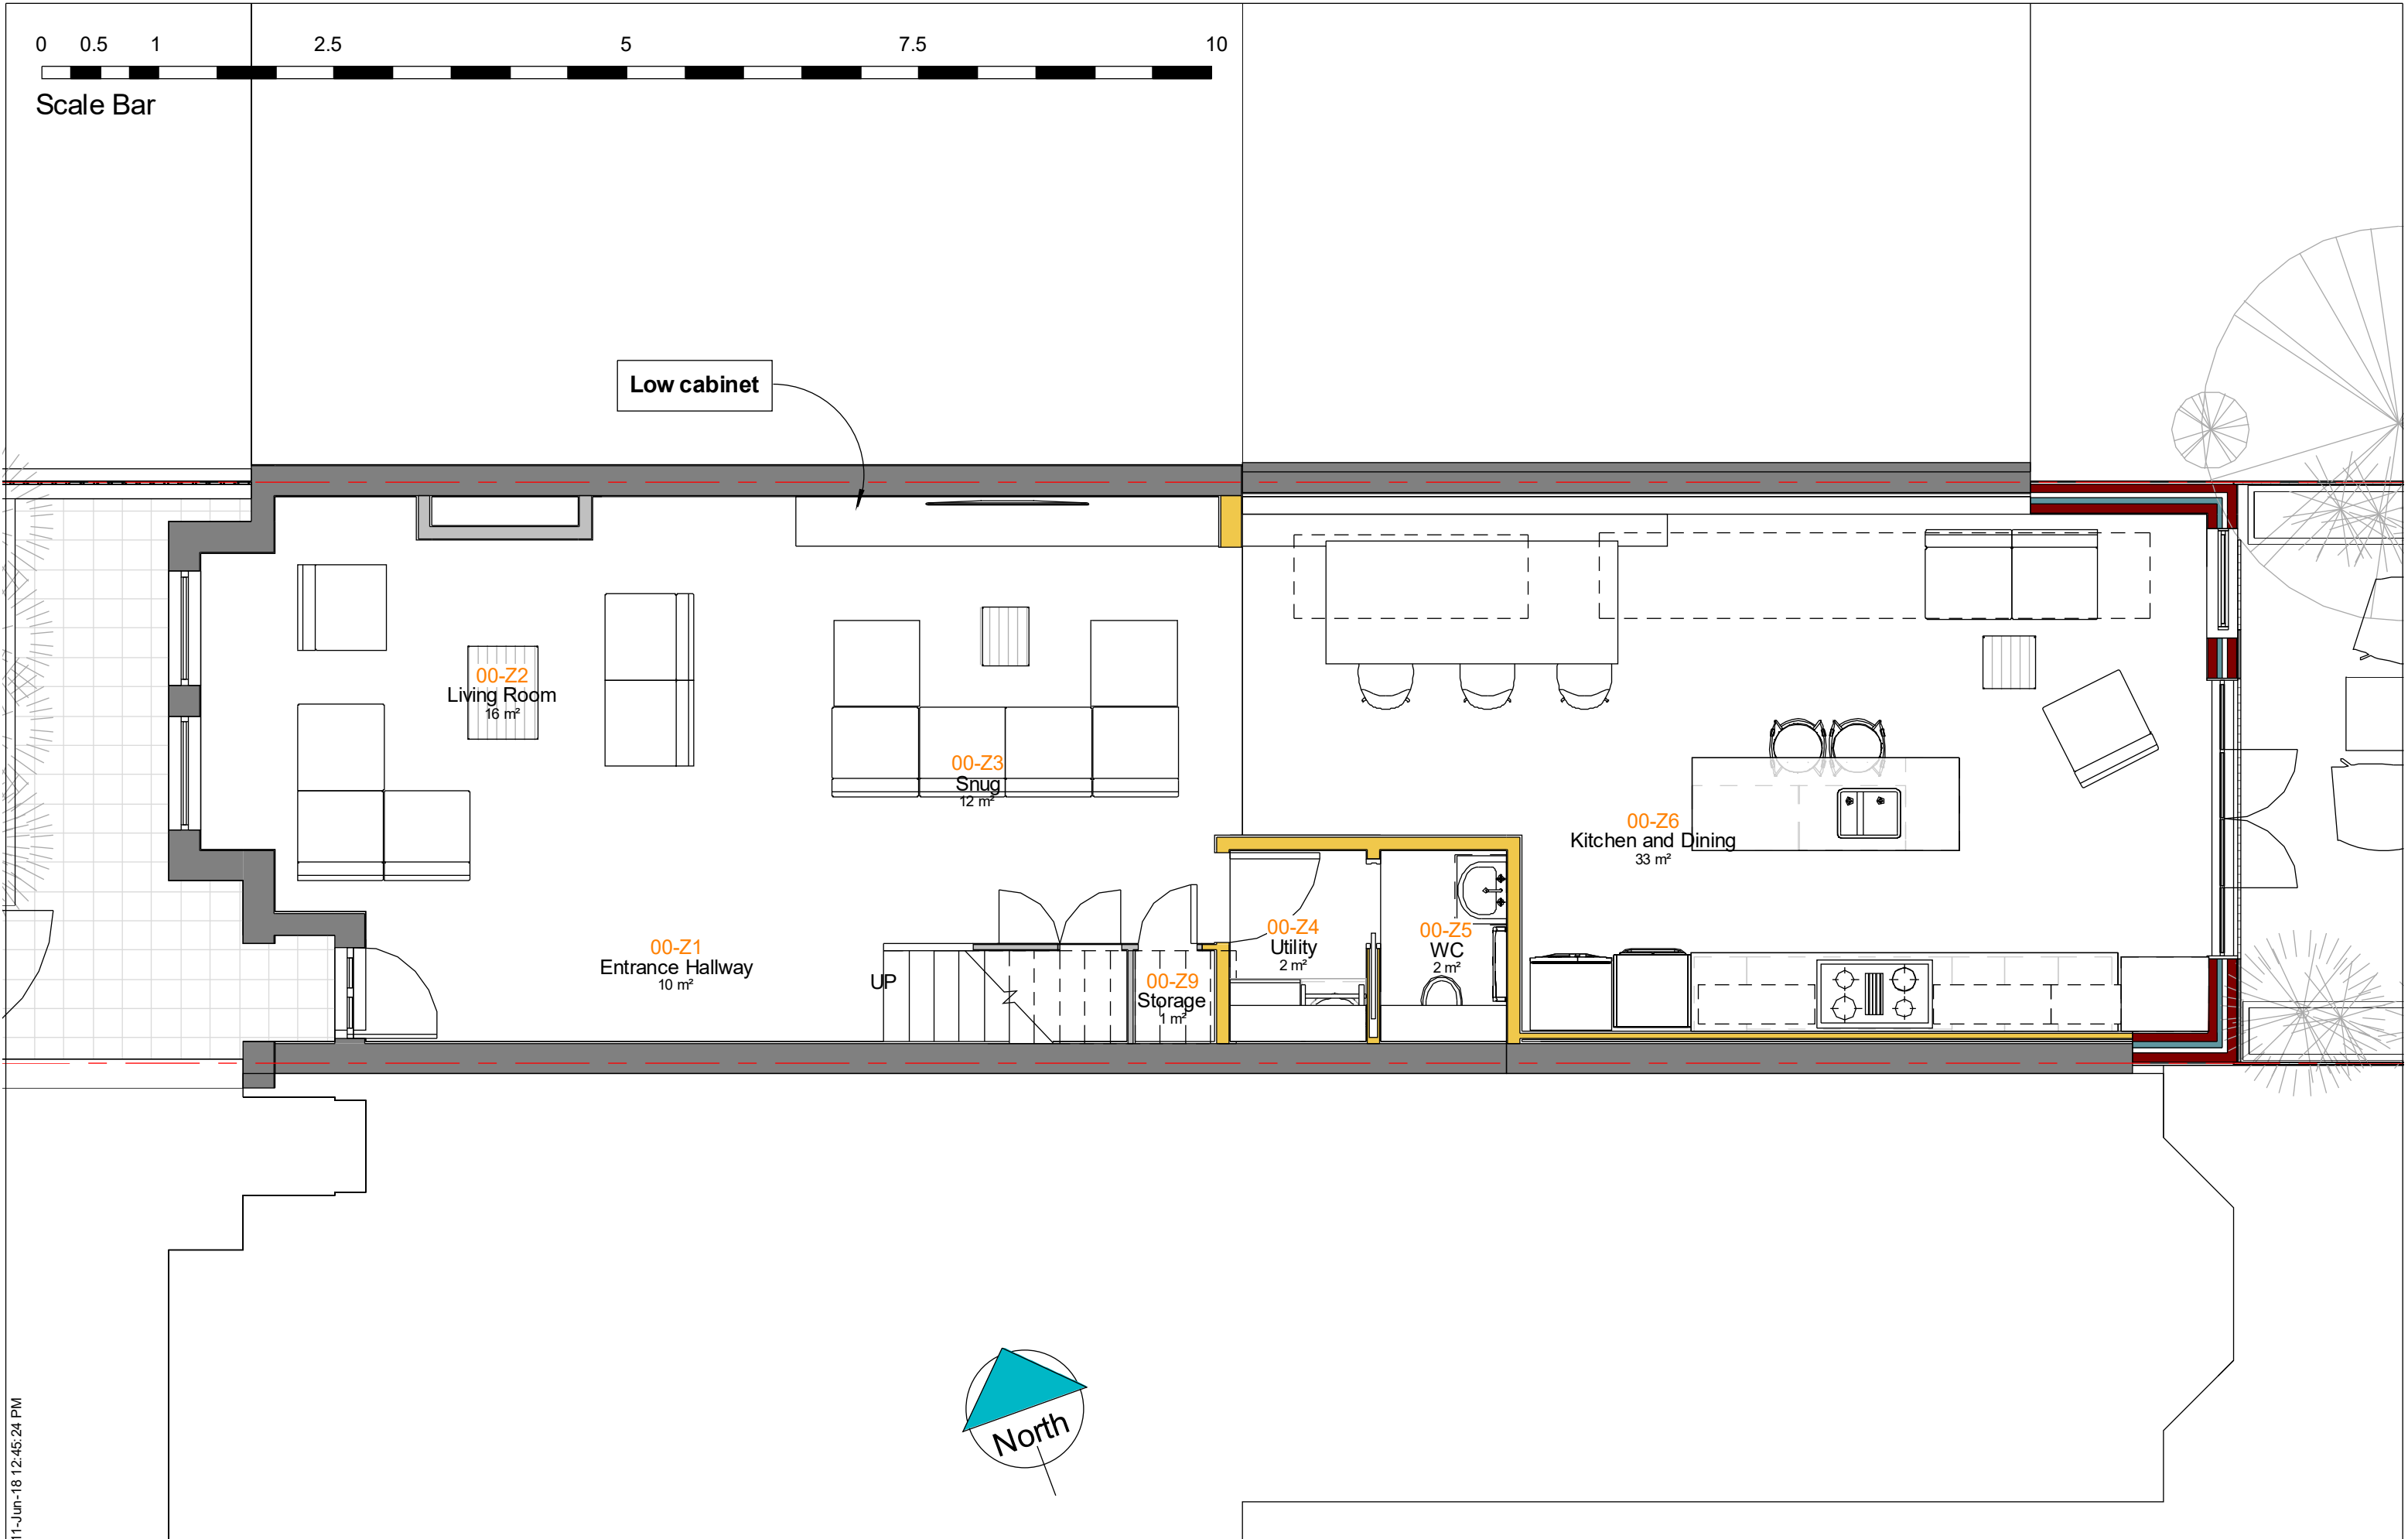 0 0.5 1 2.5 5 7.5 10
Scale Bar
Low cabinet
00-Z2
Living Room
16 m²
00-Z3
Snug
12 m²
00-Z6
Kitchen and Dining
33 m²
00-Z1
Entrance Hallway
10 m²
UP
00-Z9
Storage
1 m²
00-Z4
Utility
2 m²
00-Z5
WC
2 m²
North
11-Jun-18 12:45:24 PM